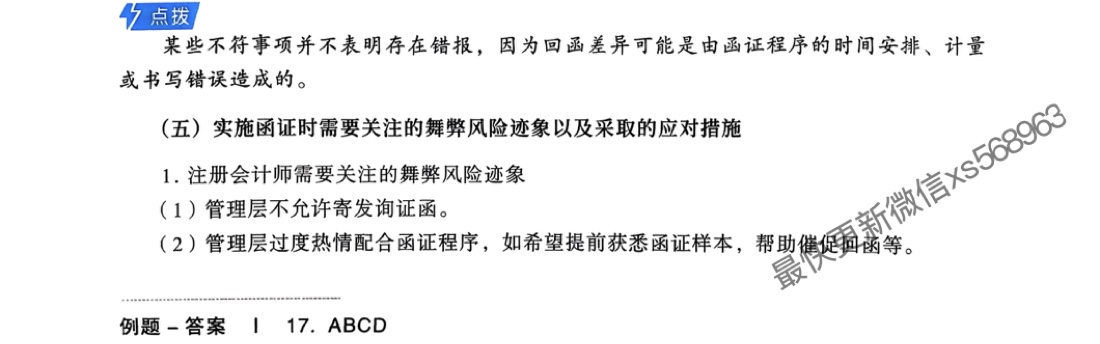 点拨
某些不符事项并不表明存在错报，因为回函差异可能是由函证程序的时间安排、计量
或书写错误造成的。
（五）实施函证时需要关注的舞弊风险迹象以及采取的应对措施
1. 注册会计师需要关注的舞弊风险迹象
（1）管理层不允许寄发询证函。
（2）管理层过度热情配合函证程序，如希望提前获悉函证样本，帮助催促回函等。
最快更新微信xs568963
例题 – 答案 | 17. ABCD